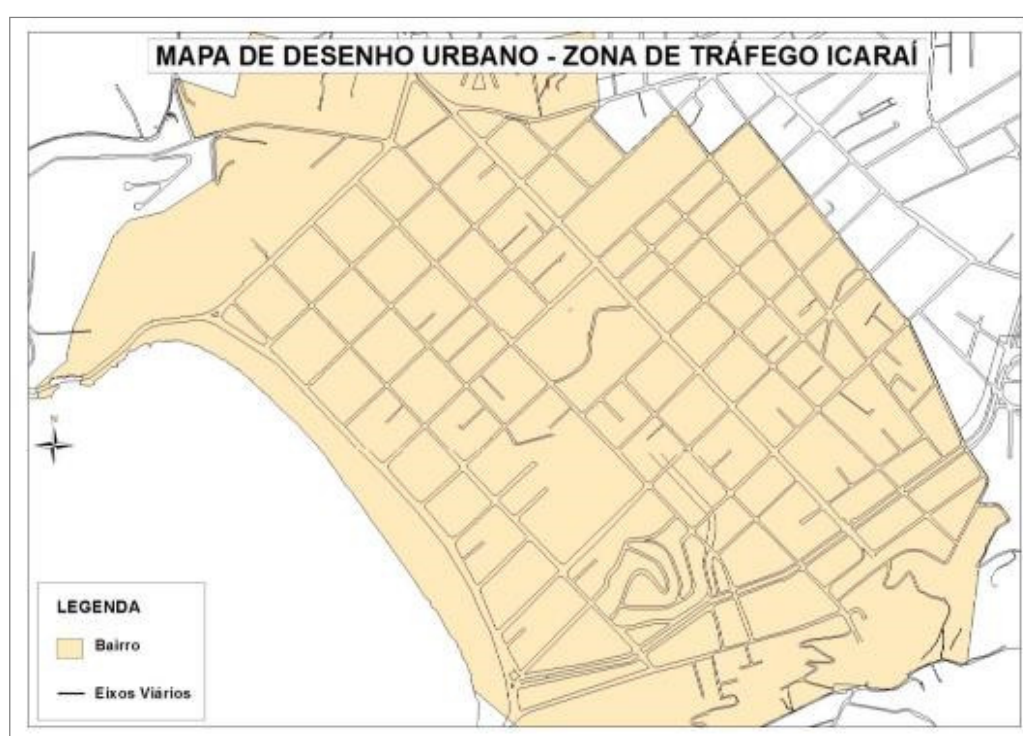 MAPA DE DESENHO URBANO - ZONA DE TRÁFEGO ICARAÍ
N
LEGENDA
Bairro
Eixos Viários